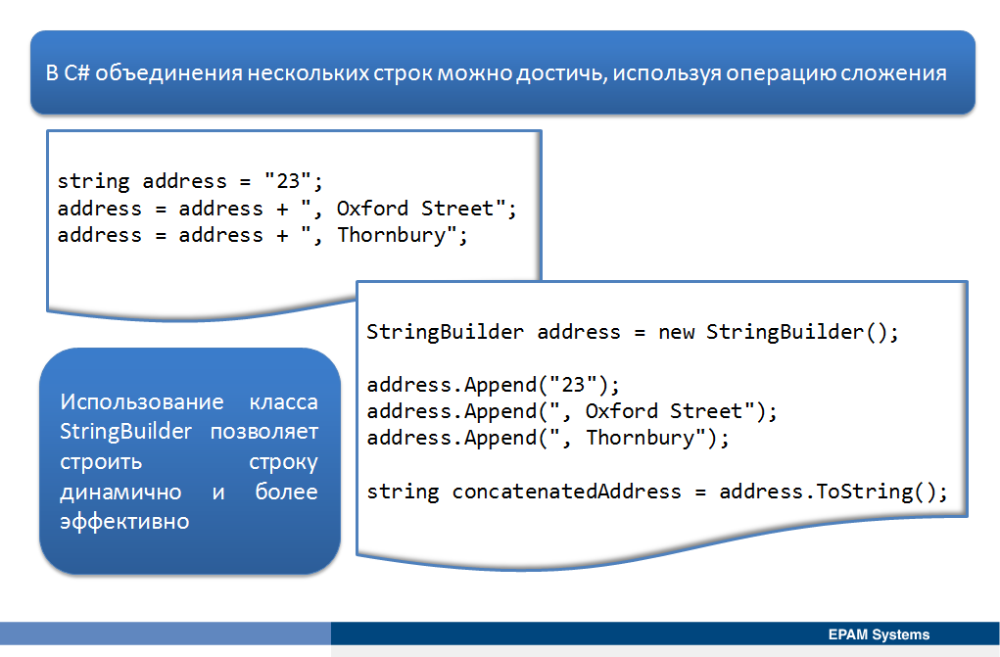 В C# объединения нескольких строк можно достичь, используя операцию сложения
string address = "23";
address = address + ", Oxford Street";
address = address + ", Thornbury";
StringBuilder address = new StringBuilder();
address.Append("23");
address.Append(", Oxford Street");
address.Append(", Thornbury");
string concatenatedAddress = address.ToString();
Использование класса
StringBuilder позволяет
строить строку
динамично и более
эффективно
EPAM Systems